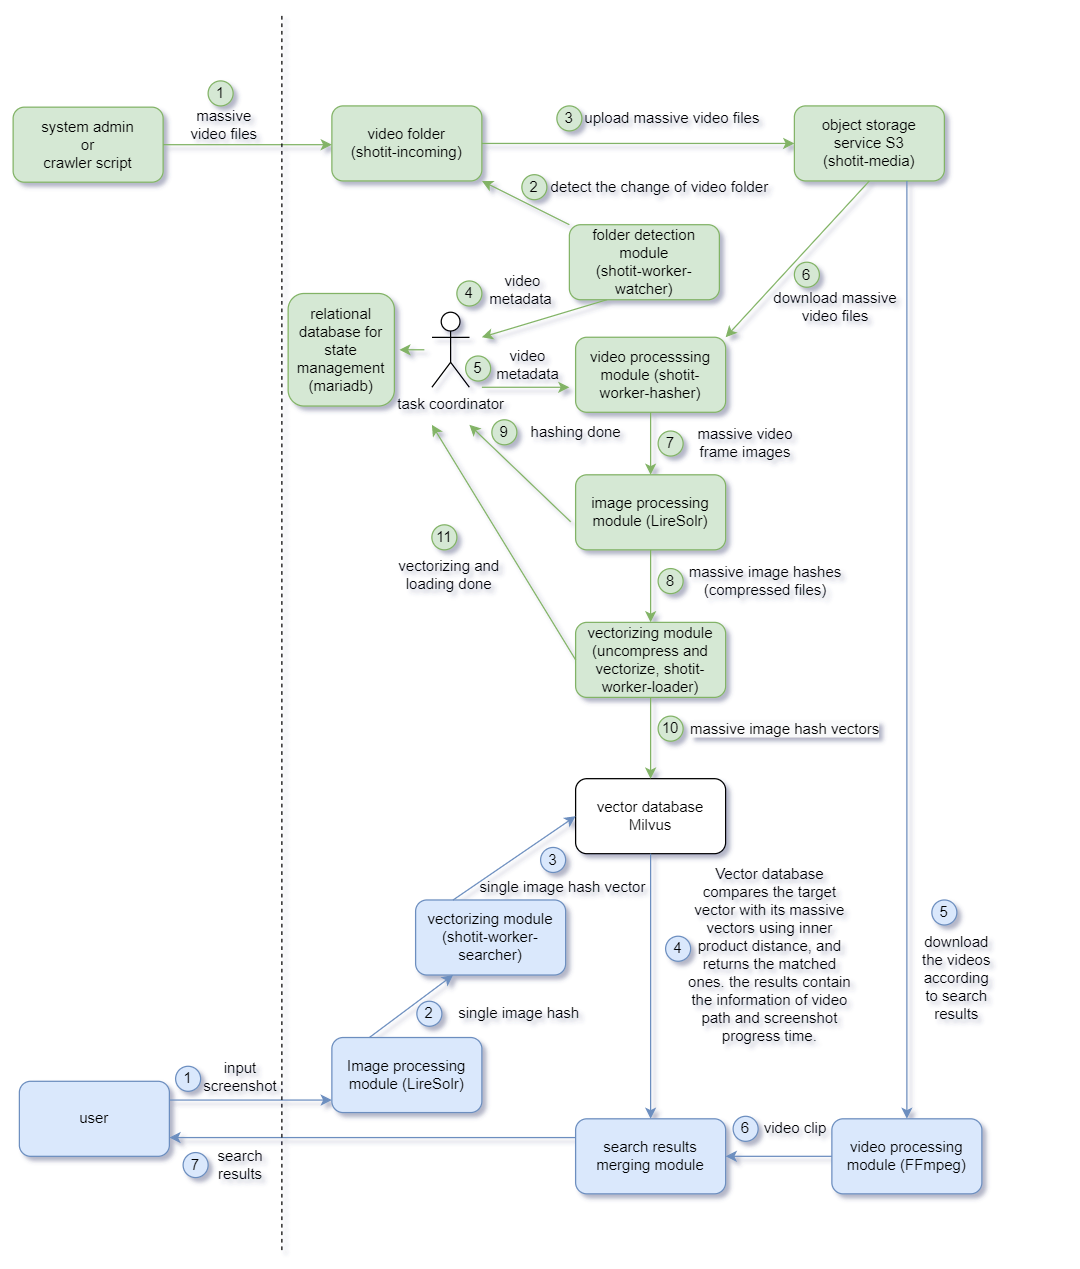 1
massive
video files
system admin
or
crawler script
video folder
(shotit-incoming)
3 upload massive video files
object storage
service S3
(shotit-media)
2 detect the change of video folder
folder detection
module
(shotit-worker-
watcher)
6
download massive
video files
4
video
metadata
relational
database for
state
management
(mariadb)
task coordinator
5
video
metadata
video processsing
module (shotit-
worker-hasher)
9 hashing done
7
massive video
frame images
image processing
module (LireSolr)
11
vectorizing and
loading done
8
massive image hashes
(compressed files)
vectorizing module
(uncompress and
vectorize, shotit-
worker-loader)
10 massive image hash vectors
vector database
Milvus
3
single image hash vector
vectorizing module
(shotit-worker-
searcher)
2 single image hash
4
Vector database
compares the target
vector with its massive
vectors using inner
product distance, and
returns the matched
ones. the results contain
the information of video
path and screenshot
progress time.
5
download
the videos
according
to search
results
Image processing
module (LireSolr)
1
input
screenshot
user
7
search
results
search results
merging module
6 video clip
video processing
module (FFmpeg)